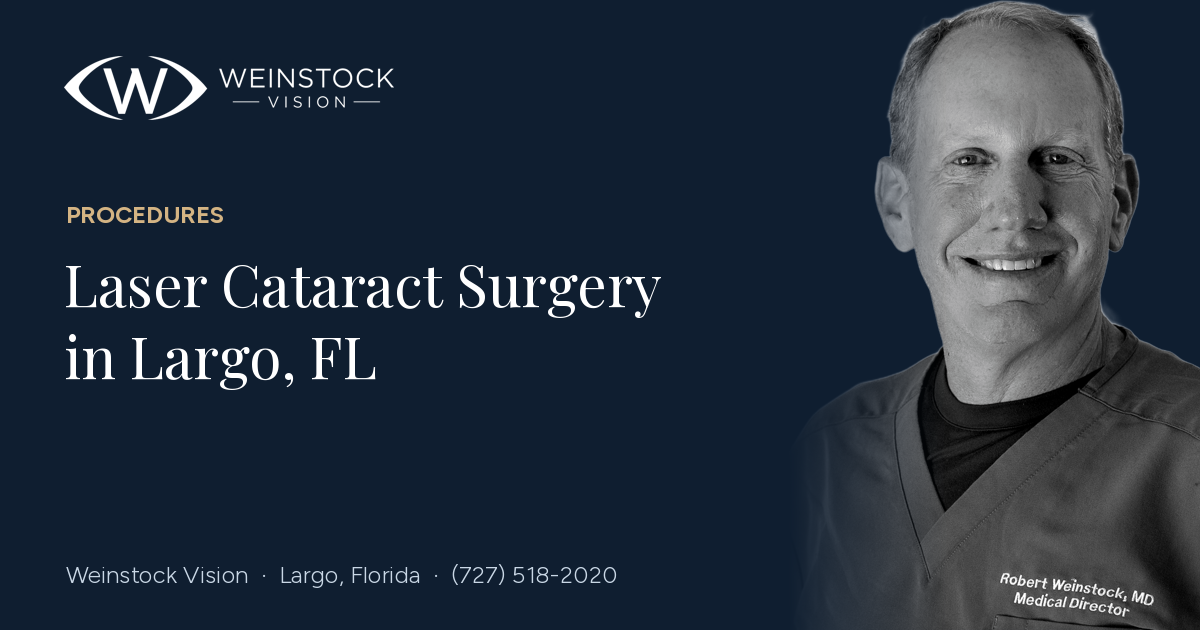 W
WEINSTOCK
VISION
PROCEDURES
Laser Cataract Surgery
in Largo, FL
Weinstock Vision · Largo, Florida · (727) 518-2020
Robert Weinstock, MD
Medical Director